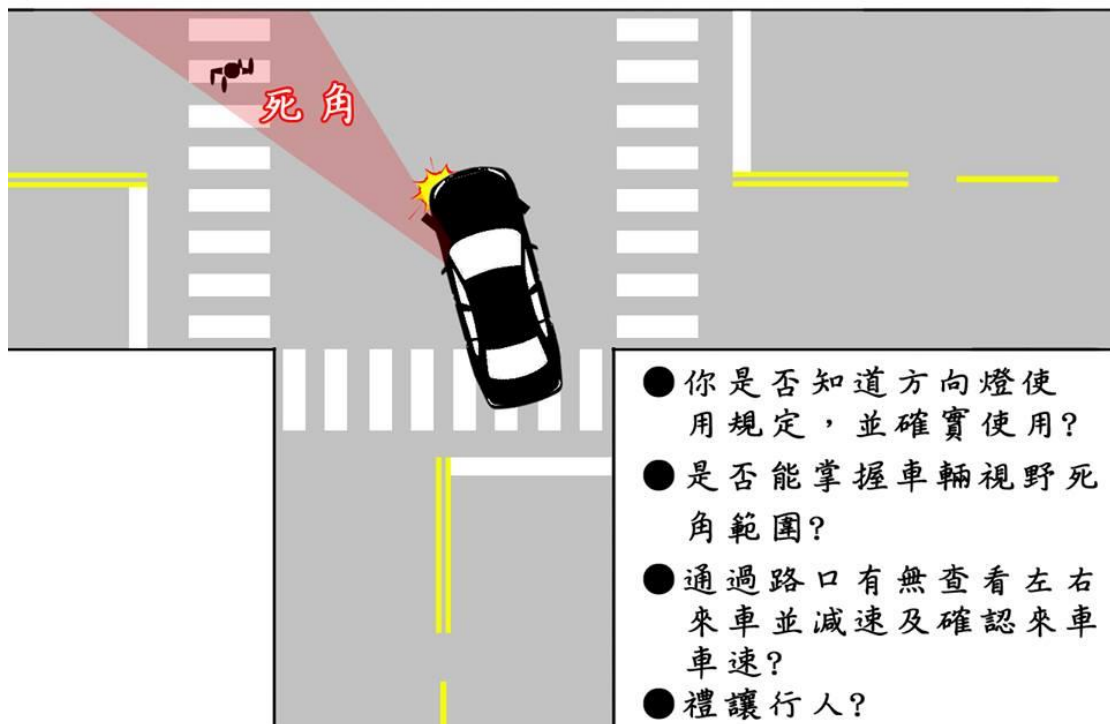 死角
●你是否知道方向燈使
用規定，並確實使用?
●是否能掌握車輛視野死
角範圍?
●通過路口有無查看左右
來車並減速及確認來車
車速?
●禮讓行人?